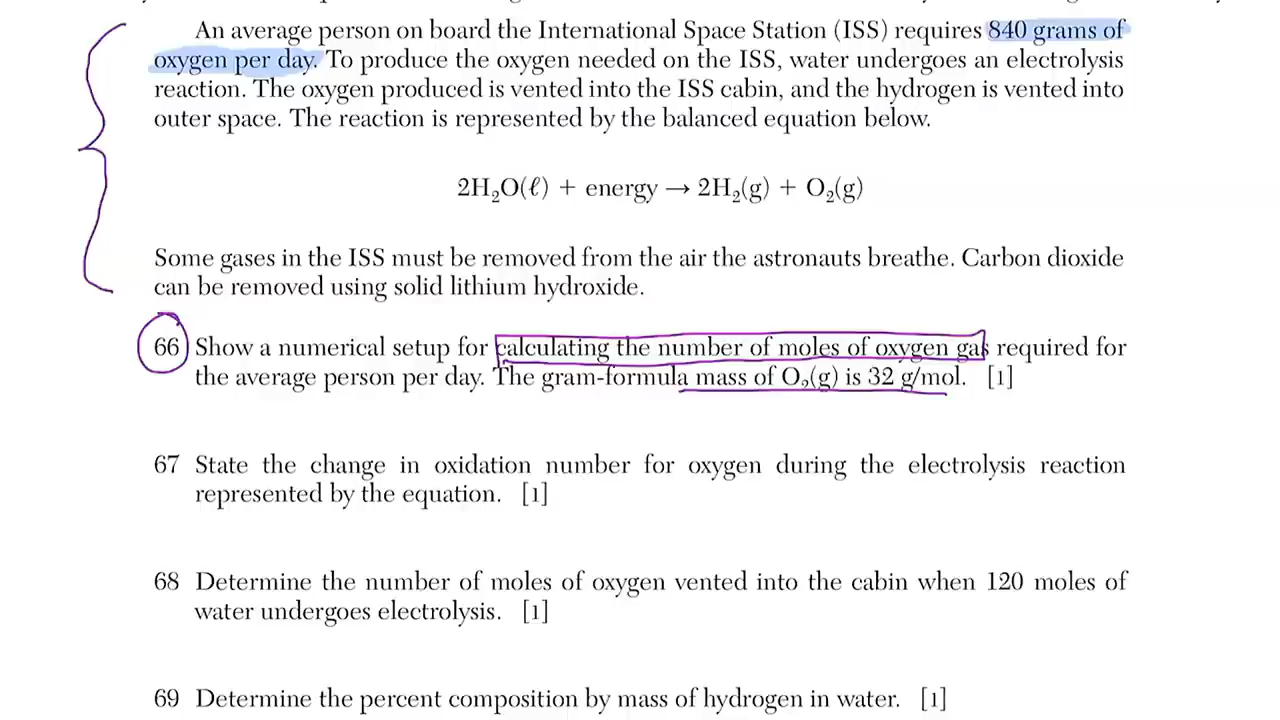 An average person on board the International Space Station (ISS) requires 840 grams of
oxygen per day. To produce the oxygen needed on the ISS, water undergoes an electrolysis
reaction. The oxygen produced is vented into the ISS cabin, and the hydrogen is vented into
outer space. The reaction is represented by the balanced equation below.
2H₂O(ℓ) + energy → 2H₂(g) + O₂(g)
Some gases in the ISS must be removed from the air the astronauts breathe. Carbon dioxide
can be removed using solid lithium hydroxide.
66 Show a numerical setup for calculating the number of moles of oxygen gas required for
the average person per day. The gram-formula mass of O₂(g) is 32 g/mol. [1]
67 State the change in oxidation number for oxygen during the electrolysis reaction
represented by the equation. [1]
68 Determine the number of moles of oxygen vented into the cabin when 120 moles of
water undergoes electrolysis. [1]
69 Determine the percent composition by mass of hydrogen in water. [1]